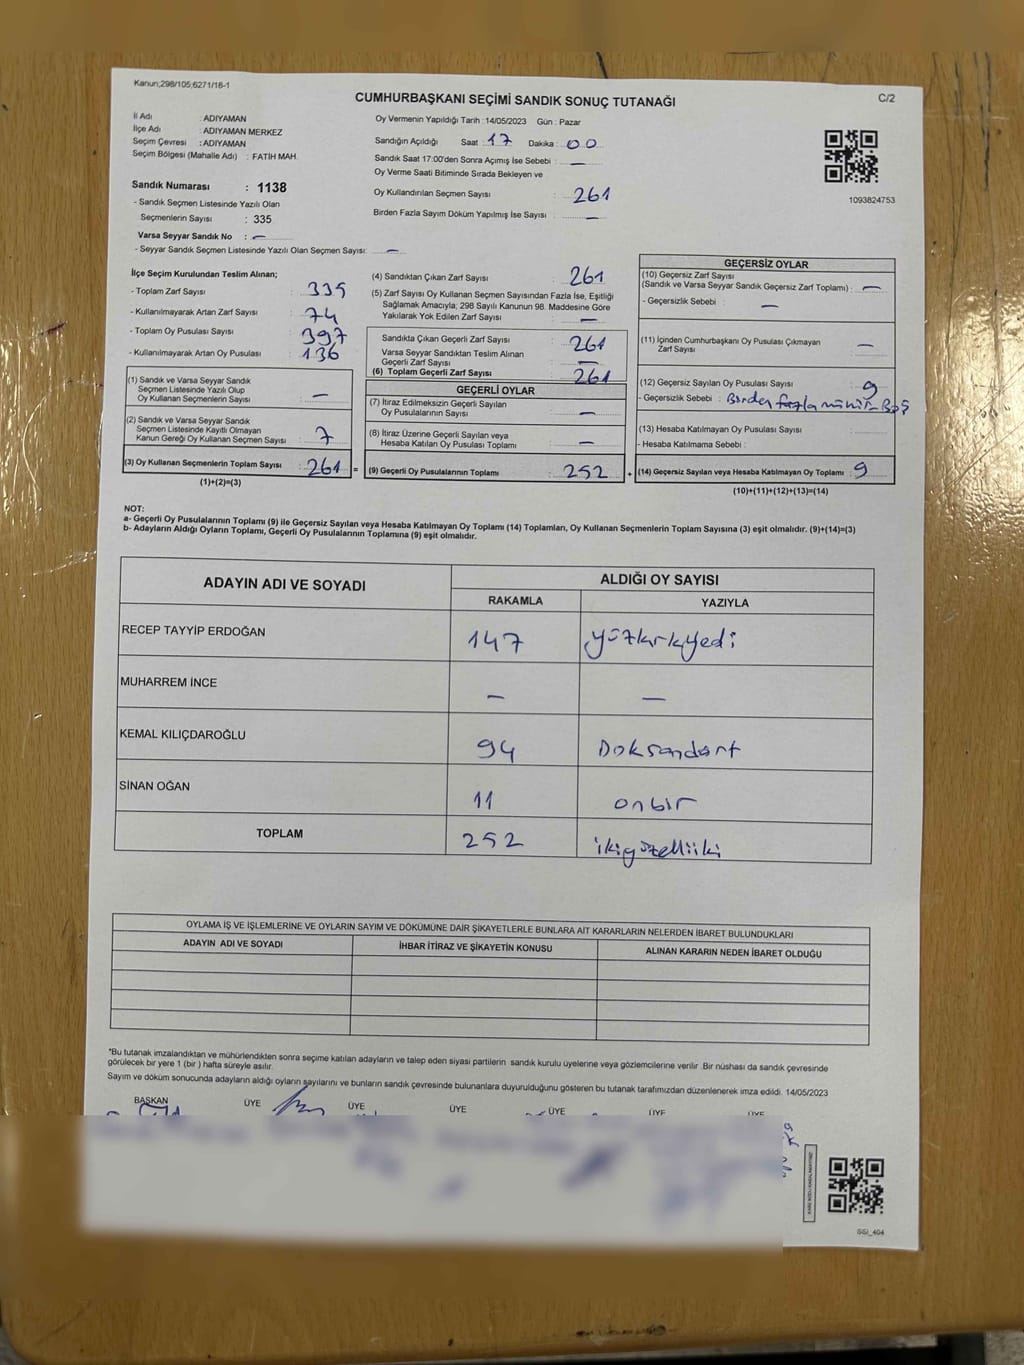 Kanun;298/105;6271/18-1
C/2
CUMHURBAŞKANI SEÇİMİ SANDIK SONUÇ TUTANAĞI
İl Adı : ADIYAMAN
İlçe Adı : ADIYAMAN MERKEZ
Seçim Çevresi : ADIYAMAN
Seçim Bölgesi (Mahalle Adı) : FATİH MAH.
Sandık Numarası : 1138
- Sandık Seçmen Listesinde Yazılı Olan
Seçmenlerin Sayısı : 335
Varsa Seyyar Sandık No : –
- Seyyar Sandık Seçmen Listesinde Yazılı Olan Seçmen Sayısı: –
Oy Vermenin Yapıldığı Tarih : 14/05/2023 Gün : Pazar
Sandığın Açıldığı Saat : 17 Dakika : 00
Sandık Saat 17:00'den Sonra Açımış İse Sebebi : –
Oy Verme Saati Bitiminde Sırada Bekleyen ve
Oy Kullandırılan Seçmen Sayısı : 261
Birden Fazla Sayım Döküm Yapılmış İse Sayısı : –
1093824753
İlçe Seçim Kurulundan Teslim Alınan;
- Toplam Zarf Sayısı : 335
- Kullanılmayarak Artan Zarf Sayısı : 74
- Toplam Oy Pusulası Sayısı : 397
- Kullanılmayarak Artan Oy Pusulası : 136
(1) Sandık ve Varsa Seyyar Sandık
Seçmen Listesinde Yazılı Olup
Oy Kullanan Seçmenlerin Sayısı : –
(2) Sandık ve Varsa Seyyar Sandık
Seçmen Listesinde Kayıtlı Olmayan
Kanun Gereği Oy Kullanan Seçmen Sayısı : 7
(3) Oy Kullanan Seçmenlerin Toplam Sayısı : 261 =
(1)+(2)=(3)
(4) Sandıktan Çıkan Zarf Sayısı : 261
(5) Zarf Sayısı Oy Kullanan Seçmen Sayısından Fazla İse, Eşitliği
Sağlamak Amacıyla; 298 Sayılı Kanunun 98. Maddesine Göre
Yakılarak Yok Edilen Zarf Sayısı : –
Sandıkta Çıkan Geçerli Zarf Sayısı : 261
Varsa Seyyar Sandıktan Teslim Alınan
Geçerli Zarf Sayısı : –
(6) Toplam Geçerli Zarf Sayısı : 261
GEÇERLİ OYLAR
(7) İtiraz Edilmeksizin Geçerli Sayılan
Oy Pusulalarının Sayısı : –
(8) İtiraz Üzerine Geçerli Sayılan veya
Hesaba Katılan Oy Pusulası Toplamı : –
(9) Geçerli Oy Pusulalarının Toplamı : 252 +
GEÇERSİZ OYLAR
(10) Geçersiz Zarf Sayısı
(Sandık ve Varsa Seyyar Sandık Geçersiz Zarf Toplamı) : –
- Geçersizlik Sebebi : –
(11) İçinden Cumhurbaşkanı Oy Pusulası Çıkmayan
Zarf Sayısı : –
(12) Geçersiz Sayılan Oy Pusulası Sayısı : 9
- Geçersizlik Sebebi : Birden fazla mühür-Boş
(13) Hesaba Katılmayan Oy Pusulası Sayısı :
- Hesaba Katılmama Sebebi :
(14) Geçersiz Sayılan veya Hesaba Katılmayan Oy Toplamı : 9
(10)+(11)+(12)+(13)=(14)
NOT:
a- Geçerli Oy Pusulalarının Toplamı (9) ile Geçersiz Sayılan veya Hesaba Katılmayan Oy Toplamı (14) Toplamları, Oy Kullanan Seçmenlerin Toplam Sayısına (3) eşit olmalıdır. (9)+(14)=(3)
b- Adayların Aldığı Oyların Toplamı, Geçerli Oy Pusulalarının Toplamına (9) eşit olmalıdır.
ADAYIN ADI VE SOYADI ALDIĞI OY SAYISI
RAKAMLA YAZIYLA
RECEP TAYYİP ERDOĞAN 147 yüzkırkyedi
MUHARREM İNCE – –
KEMAL KILIÇDAROĞLU 94 Doksandört
SİNAN OĞAN 11 onbir
TOPLAM 252 ikiyüzelliiki
OYLAMA İŞ VE İŞLEMLERİNE VE OYLARIN SAYIM VE DÖKÜMÜNE DAİR ŞİKAYETLERLE BUNLARA AİT KARARLARIN NELERDEN İBARET BULUNDUKLARI
ADAYIN ADI VE SOYADI İHBAR İTİRAZ VE ŞİKAYETİN KONUSU ALINAN KARARIN NEDEN İBARET OLDUĞU
*Bu tutanak imzalandıktan ve mühürlendikten sonra seçime katılan adayların ve talep eden siyasi partilerin sandık kurulu üyelerine veya gözlemcilerine verilir. Bir nüshası da sandık çevresinde
görülecek bir yere 1 (bir ) hafta süreyle asılır.
Sayım ve döküm sonucunda adayların aldığı oyların sayılarını ve bunların sandık çevresinde bulunanlara duyurulduğunu gösteren bu tutanak tarafımızdan düzenlenerek imza edildi. 14/05/2023
BAŞKAN ÜYE ÜYE ÜYE ÜYE ÜYE ÜYE
SSI_404